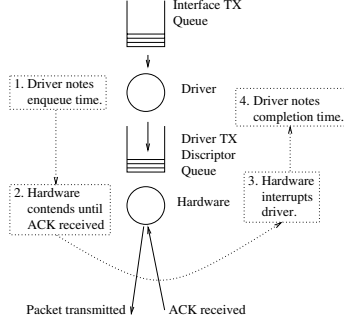 Interface TX
Queue
1. Driver notes
enqueue time.
Driver
4. Driver notes
completion time.
Driver TX
Discriptor
Queue
2. Hardware
contends until
ACK received
Hardware
3. Hardware
interrupts
driver.
Packet transmitted
ACK received